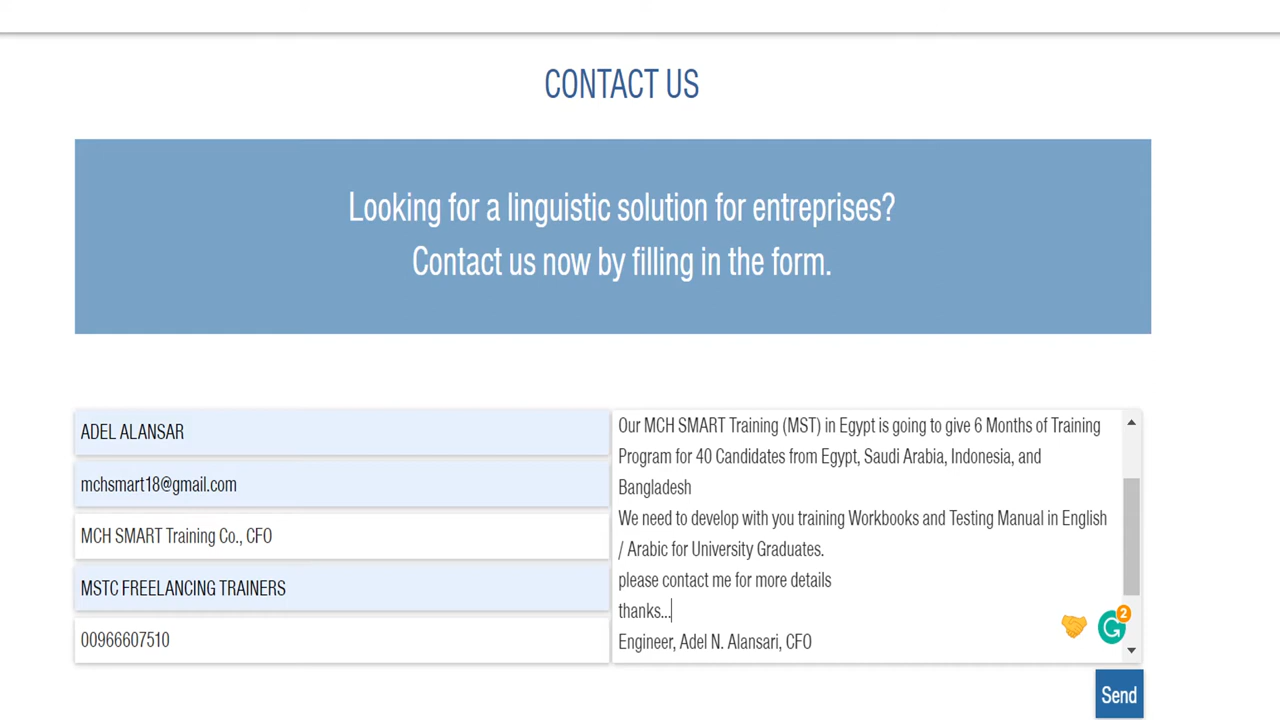 CONTACT US
Looking for a linguistic solution for entreprises?
Contact us now by filling in the form.
ADEL ALANSAR
mchsmart18@gmail.com
MCH SMART Training Co., CFO
MSTC FREELANCING TRAINERS
00966607510
Our MCH SMART Training (MST) in Egypt is going to give 6 Months of Training
Program for 40 Candidates from Egypt, Saudi Arabia, Indonesia, and
Bangladesh
We need to develop with you training Workbooks and Testing Manual in English
/ Arabic for University Graduates.
please contact me for more details
thanks...
Engineer, Adel N. Alansari, CFO
G 2
Send